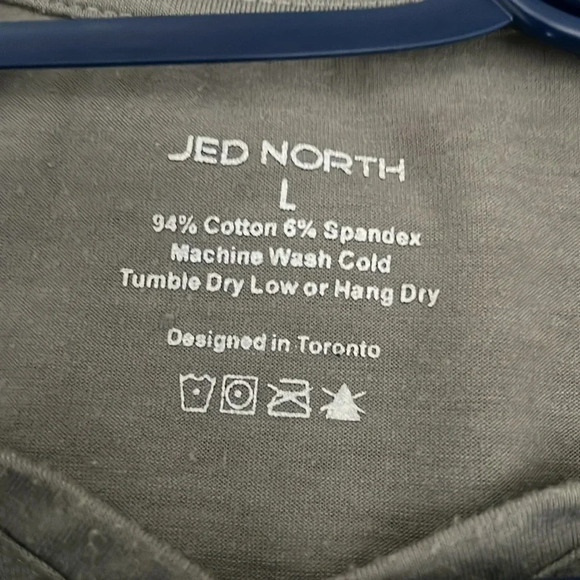 JED NORTH
L
94% Cotton 6% Spandex
Machine Wash Cold
Tumble Dry Low or Hang Dry
Designed in Toronto